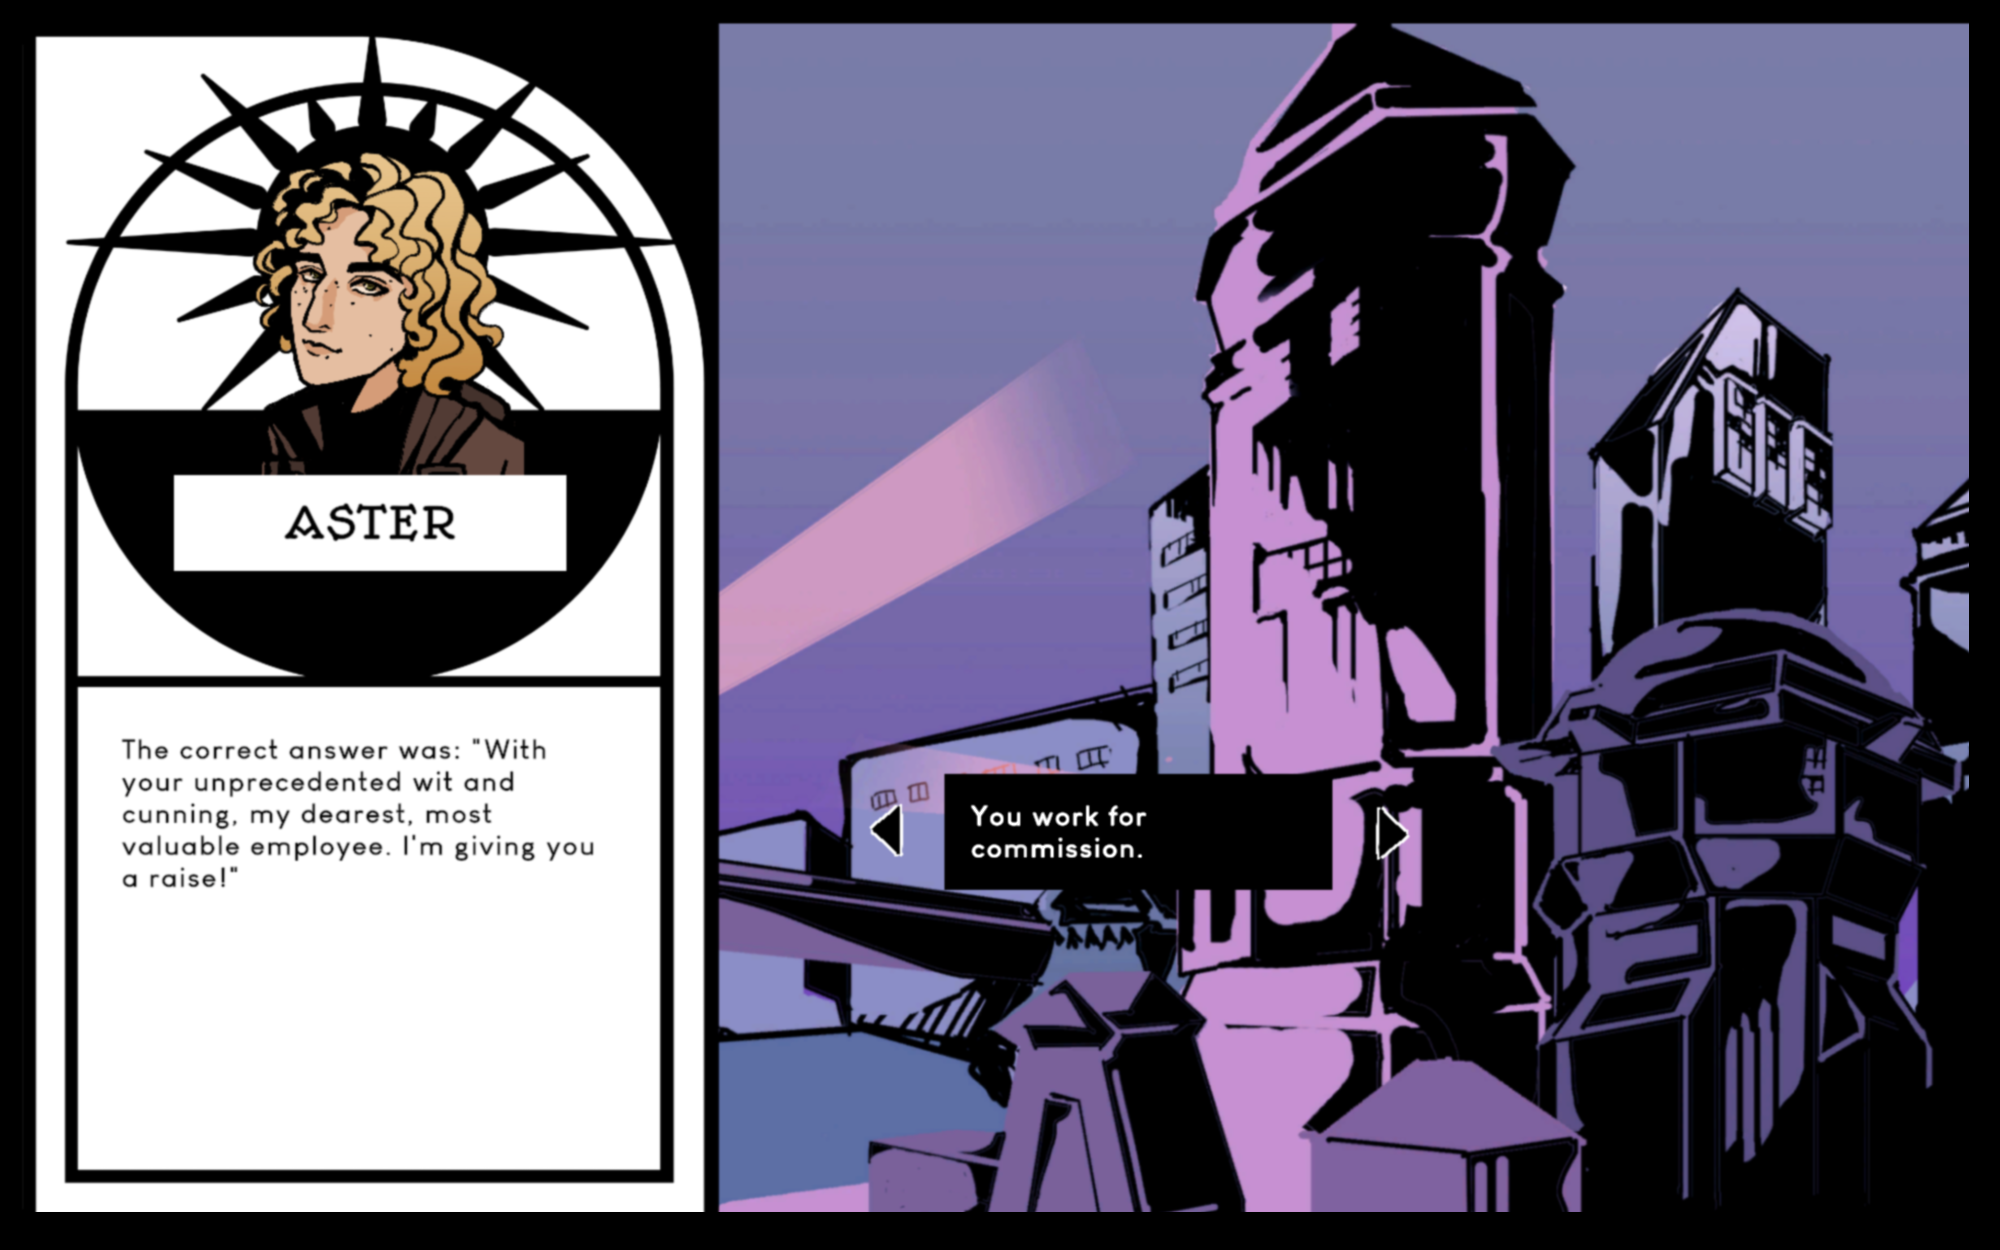 ASTER
The correct answer was: "With
your unprecedented wit and
cunning, my dearest, most
valuable employee. I'm giving you
a raise!"
You work for
commission.